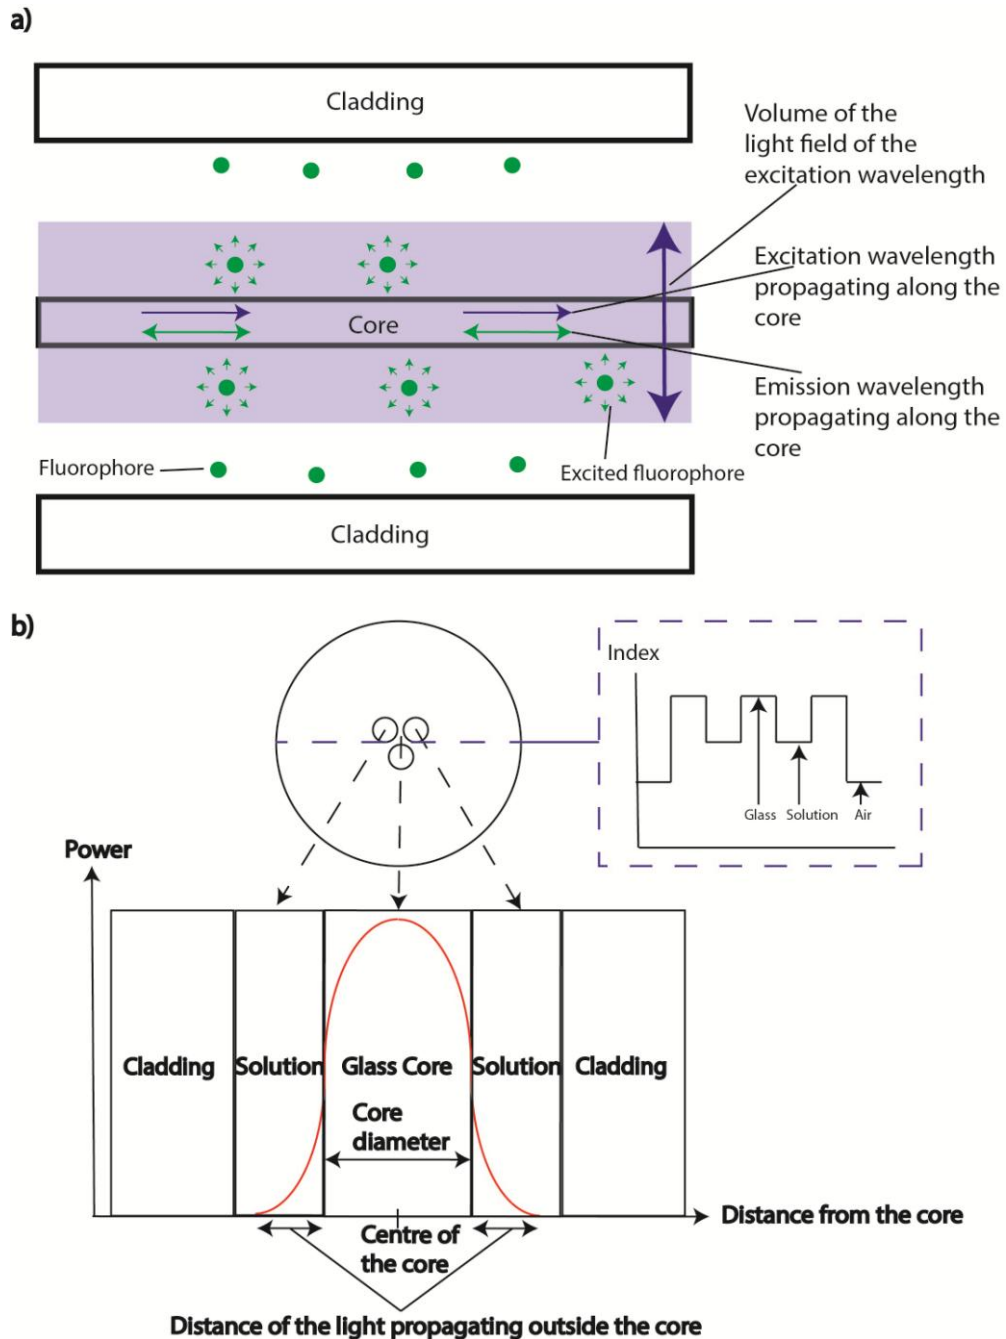 a)
Cladding
Volume of the
light field of the
excitation wavelength
Excitation wavelength
propagating along the
core
Core
Emission wavelength
propagating along the
core
Fluorophore
Excited fluorophore
Cladding
b)
Index
Glass Solution Air
Power
Cladding Solution Glass Core Solution Cladding
Core
diameter
Distance from the core
Centre of
the core
Distance of the light propagating outside the core